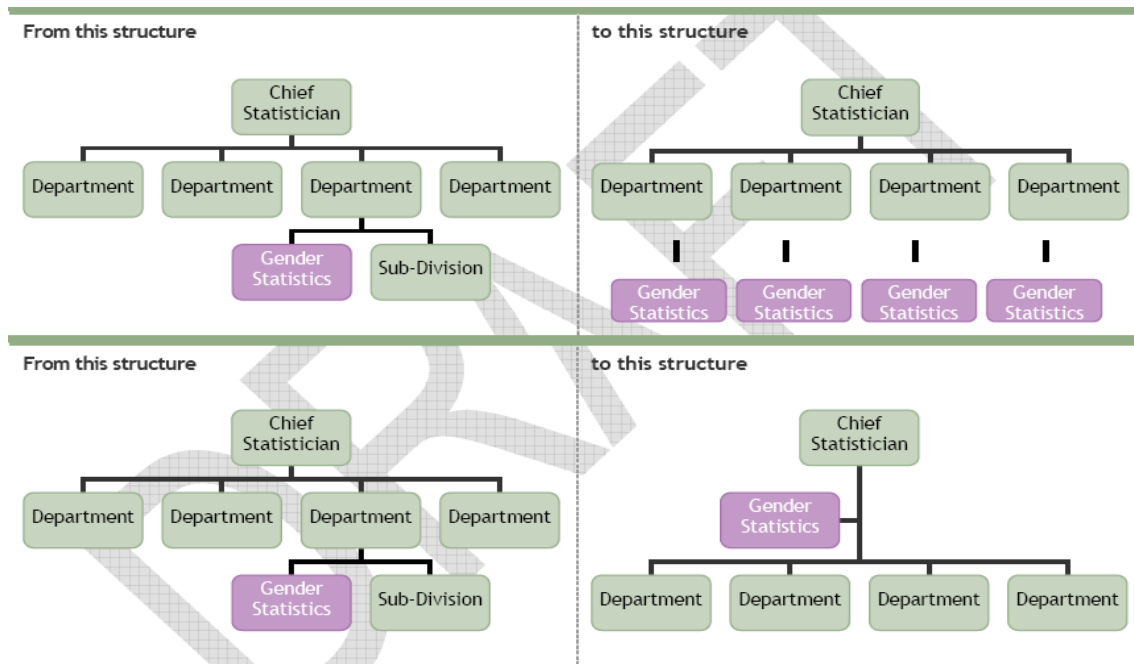 From this structure
to this structure
Chief
Statistician
Department
Department
Department
Department
Gender
Statistics
Sub-Division
Chief
Statistician
Department
Department
Department
Department
Gender
Statistics
Gender
Statistics
Gender
Statistics
Gender
Statistics
From this structure
to this structure
Chief
Statistician
Department
Department
Department
Department
Gender
Statistics
Sub-Division
Chief
Statistician
Gender
Statistics
Department
Department
Department
Department
DRAFT